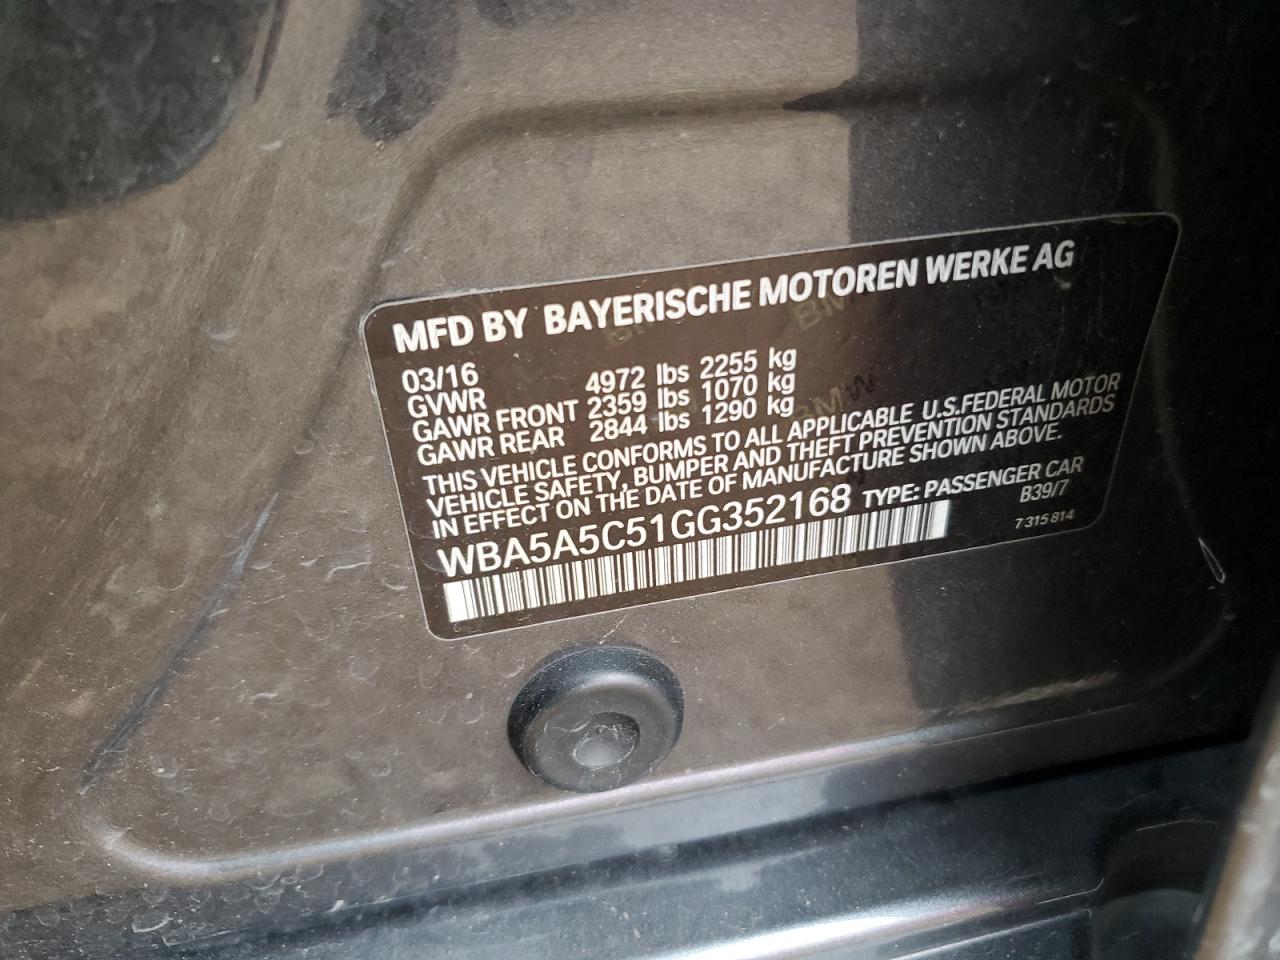 MFD BY BAYERISCHE MOTOREN WERKE AG
03/16
GVWR 4972 lbs 2255 kg
GAWR FRONT 2359 lbs 1070 kg
GAWR REAR 2844 lbs 1290 kg
THIS VEHICLE CONFORMS TO ALL APPLICABLE U.S.FEDERAL MOTOR
VEHICLE SAFETY, BUMPER AND THEFT PREVENTION STANDARDS
IN EFFECT ON THE DATE OF MANUFACTURE SHOWN ABOVE.
WBA5A5C51GG352168 TYPE: PASSENGER CAR
B39/7
7 315 814